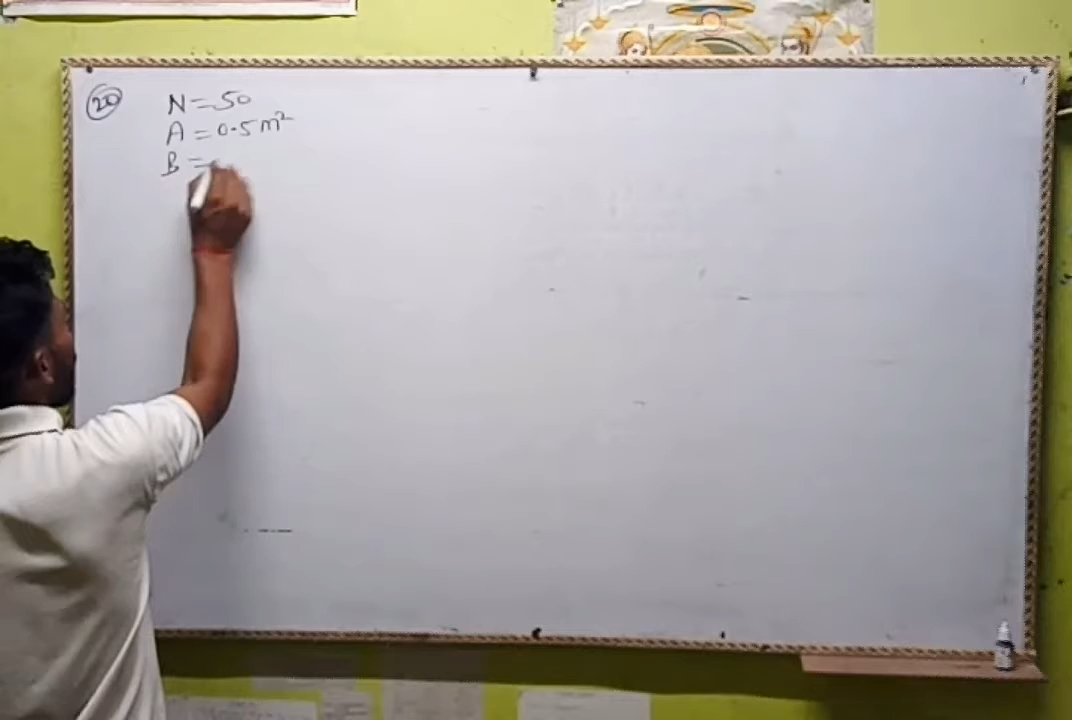 20
N = 50
A = 0.5 m²
B =